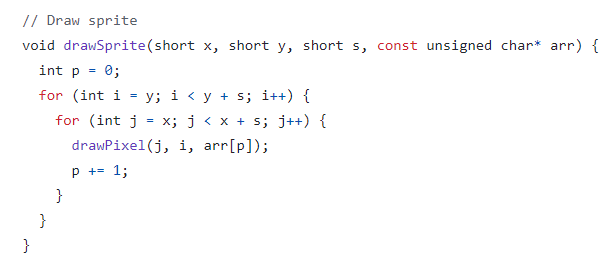 // Draw sprite
void drawSprite(short x, short y, short s, const unsigned char* arr) {
  int p = 0;
  for (int i = y; i < y + s; i++) {
    for (int j = x; j < x + s; j++) {
      drawPixel(j, i, arr[p]);
      p += 1;
    }
  }
}